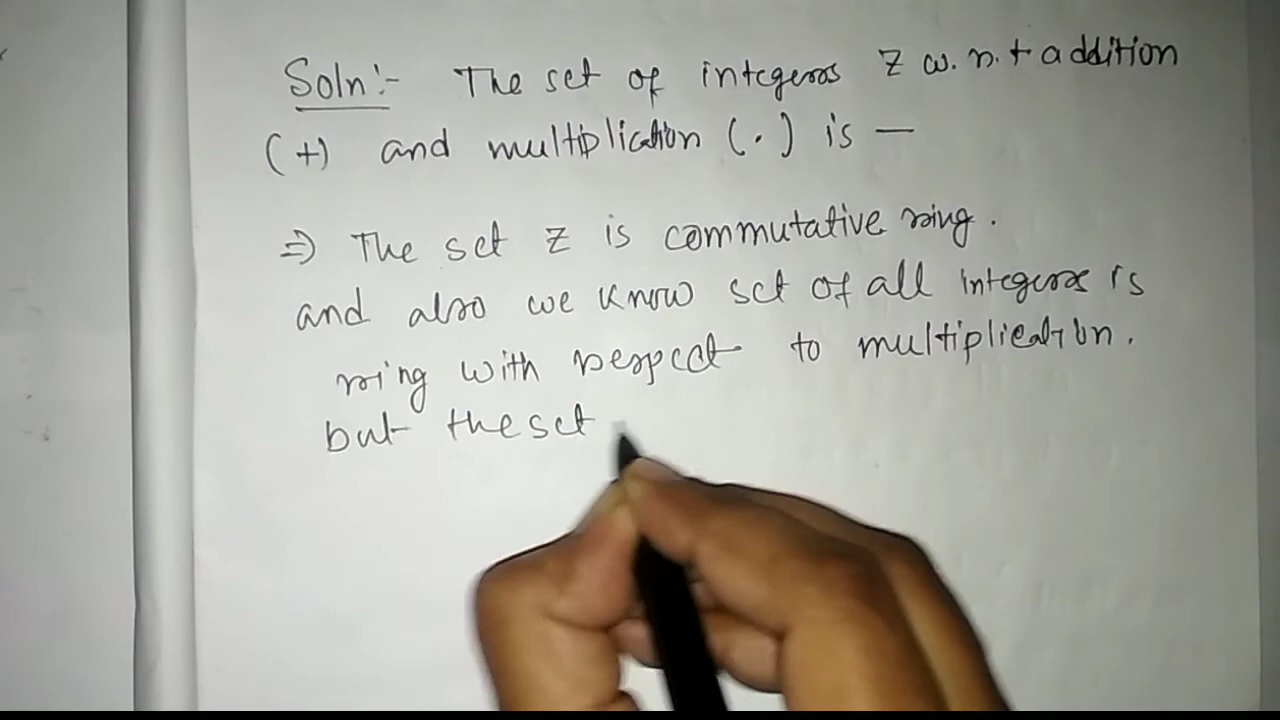 Soln:- The set of integers Z w.r.t addition
(+) and multiplication (.) is —
=> The set Z is commutative ring.
and also we know set of all integers is
ring with respect to multiplication.
but the set